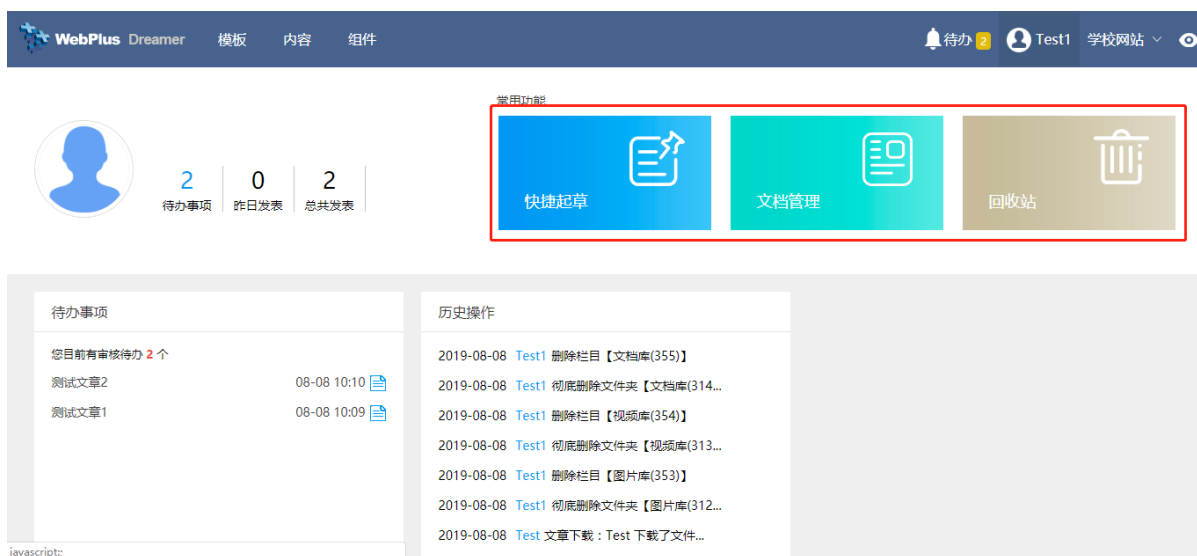 WebPlus Dreamer 模板 内容 组件 待办 2 Test1 学校网站
常用功能
2 0 2
待办事项 昨日发表 总共发表
快捷起草 文档管理 回收站
待办事项
您目前有审核待办 2 个
测试文章2 08-08 10:10
测试文章1 08-08 10:09
历史操作
2019-08-08 Test1 删除栏目【文档库(355)】
2019-08-08 Test1 彻底删除文件夹【文档库(314...
2019-08-08 Test1 删除栏目【视频库(354)】
2019-08-08 Test1 彻底删除文件夹【视频库(313...
2019-08-08 Test1 删除栏目【图片库(353)】
2019-08-08 Test1 彻底删除文件夹【图片库(312...
2019-08-08 Test 文章下载：Test 下载了文件...
javascript:;